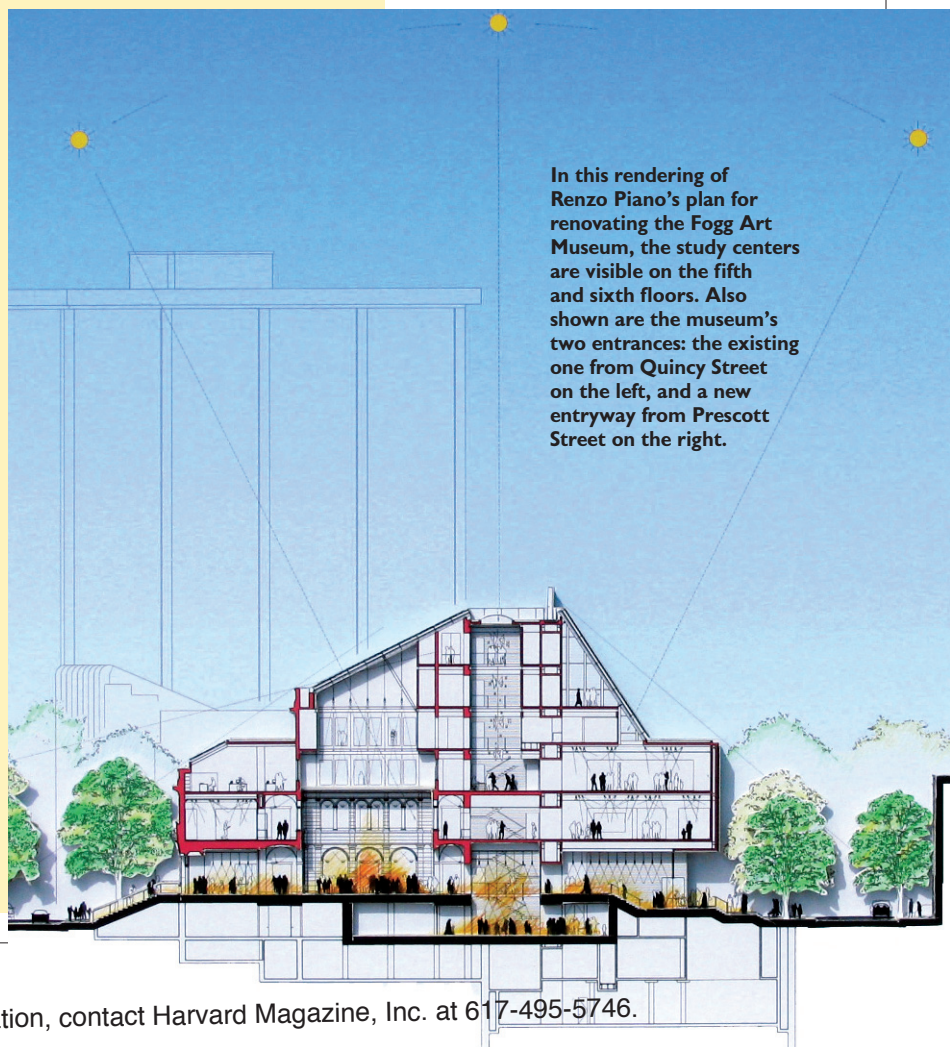 In this rendering of
Renzo Piano's plan for
renovating the Fogg Art
Museum, the study centers
are visible on the fifth
and sixth floors. Also
shown are the museum's
two entrances: the existing
one from Quincy Street
on the left, and a new
entryway from Prescott
Street on the right.
contact Harvard Magazine, Inc. at 617-495-5746.